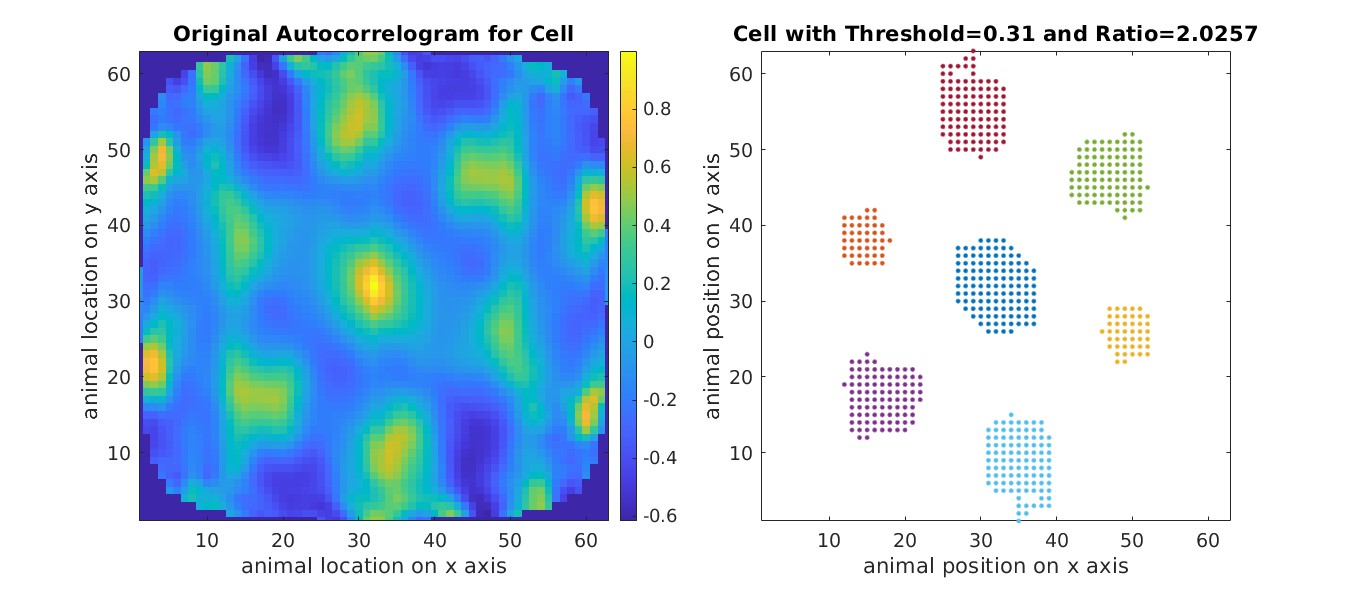 Original Autocorrelogram for Cell
60
50
40
30
20
10
10 20 30 40 50 60
animal location on y axis
animal location on x axis
0.8
0.6
0.4
0.2
0
-0.2
-0.4
-0.6
Cell with Threshold=0.31 and Ratio=2.0257
60
50
40
30
20
10
10 20 30 40 50 60
animal position on y axis
animal position on x axis